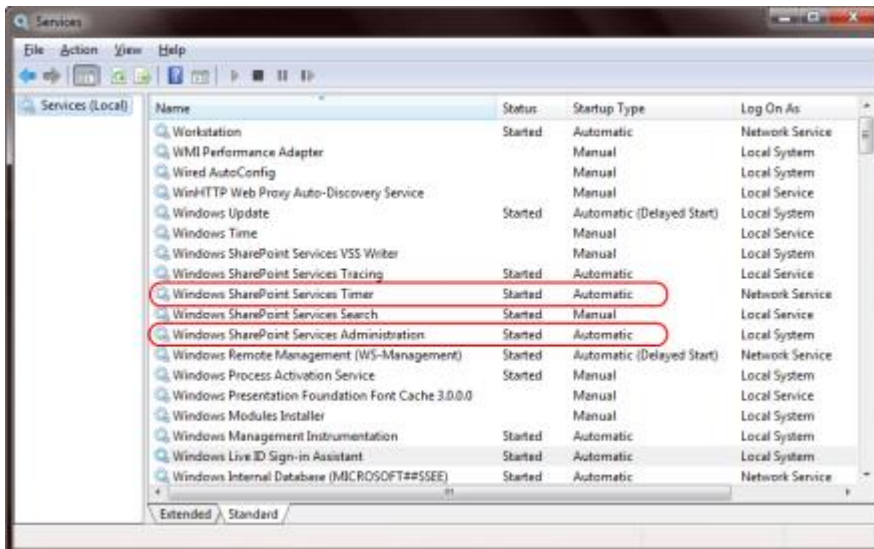 Services
File Action View Help
Services (Local)
Name Status Startup Type Log On As
Workstation Started Automatic Network Service
WMI Performance Adapter Manual Local System
Wired AutoConfig Manual Local System
WinHTTP Web Proxy Auto-Discovery Service Manual Local Service
Windows Update Started Automatic (Delayed Start) Local System
Windows Time Manual Local Service
Windows SharePoint Services VSS Writer Manual Local System
Windows SharePoint Services Tracing Started Automatic Local Service
Windows SharePoint Services Timer Started Automatic Network Service
Windows SharePoint Services Search Started Manual Local Service
Windows SharePoint Services Administration Started Automatic Local System
Windows Remote Management (WS-Management) Started Automatic (Delayed Start) Network Service
Windows Process Activation Service Started Manual Local System
Windows Presentation Foundation Font Cache 3.0.0.0 Manual Local Service
Windows Modules Installer Manual Local System
Windows Management Instrumentation Started Automatic Local System
Windows Live ID Sign-in Assistant Started Automatic Local System
Windows Internal Database (MICROSOFT##SSEE) Started Automatic Network Service
Extended Standard